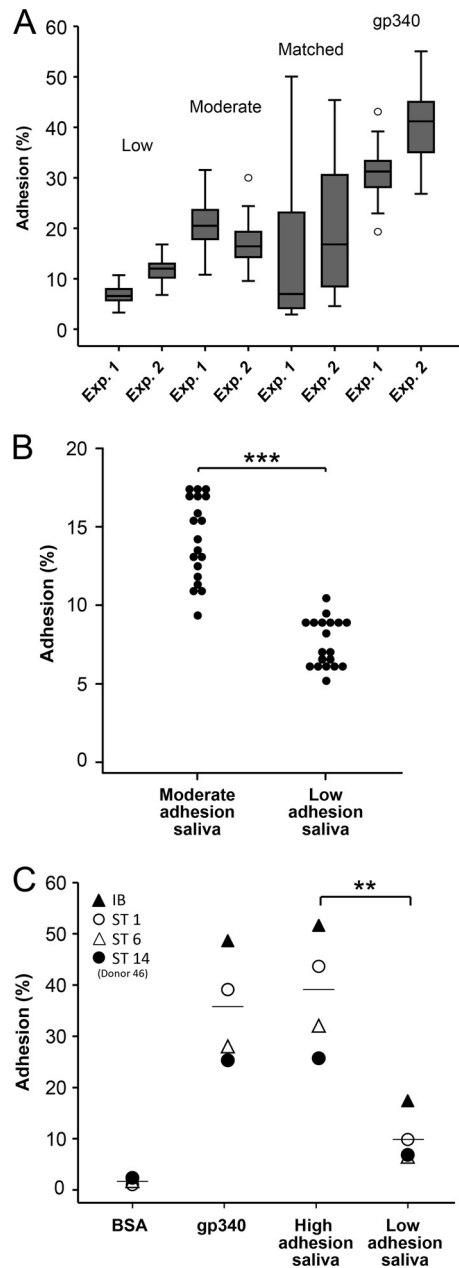 A
60
50
40
30
20
10
0
Adhesion (%)
Low
Moderate
Matched
gp340
Exp. 1
Exp. 2
Exp. 1
Exp. 2
Exp. 1
Exp. 2
Exp. 1
Exp. 2
B
20
15
10
5
0
Adhesion (%)
***
Moderate
adhesion
saliva
Low
adhesion
saliva
C
60
50
40
30
20
10
0
Adhesion (%)
▲ IB
○ ST 1
△ ST 6
● ST 14
(Donor 46)
**
BSA
gp340
High
adhesion
saliva
Low
adhesion
saliva